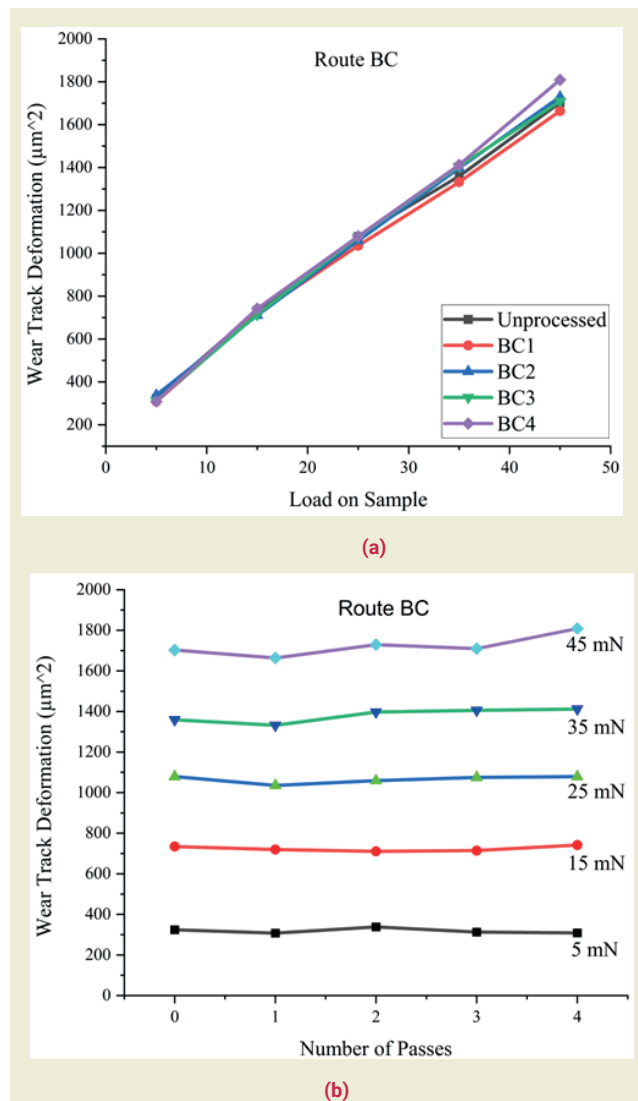 Route BC
Wear Track Deformation (µm^2)
2000
1800
1600
1400
1200
1000
800
600
400
200
Unprocessed
BC1
BC2
BC3
BC4
0 10 20 30 40 50
Load on Sample
(a)
Route BC
Wear Track Deformation (µm^2)
2000
1800
1600
1400
1200
1000
800
600
400
200
0
45 mN
35 mN
25 mN
15 mN
5 mN
0 1 2 3 4
Number of Passes
(b)